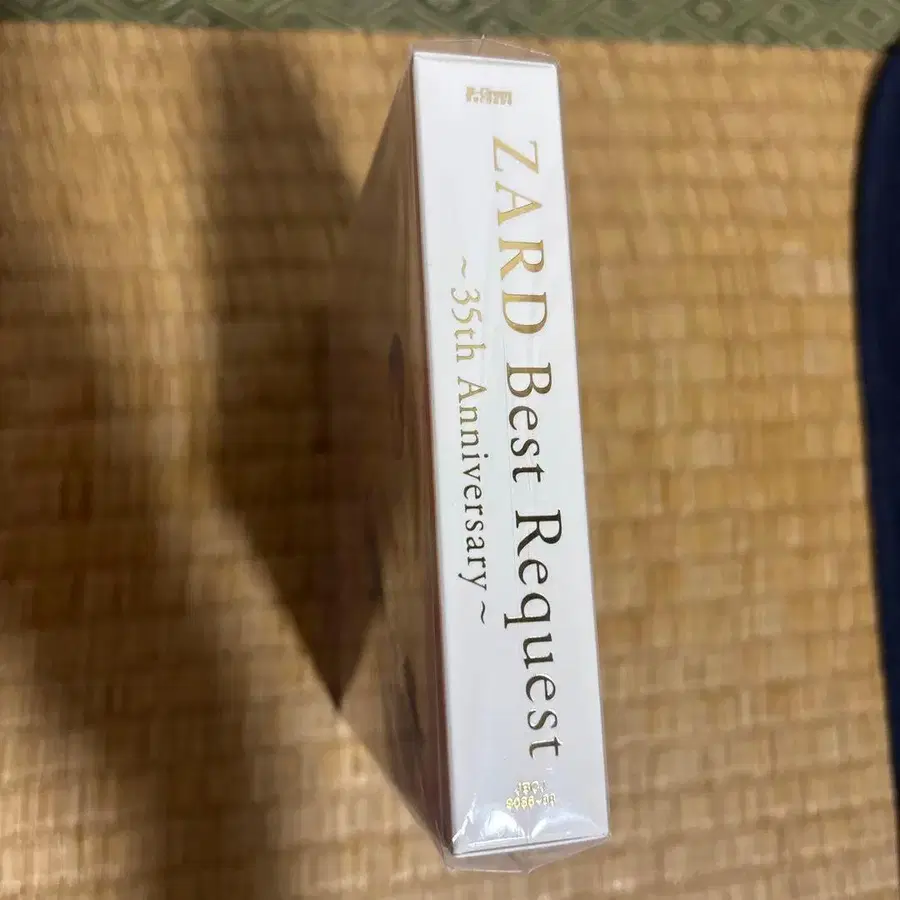 ZARD Best Request
~35th Anniversary~